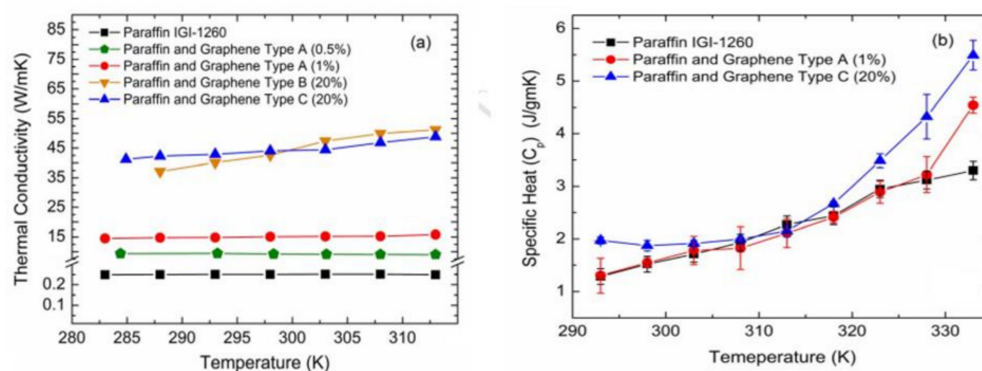 (a)
Paraffin IGI-1260
Paraffin and Graphene Type A (0.5%)
Paraffin and Graphene Type A (1%)
Paraffin and Graphene Type B (20%)
Paraffin and Graphene Type C (20%)
Thermal Conductivity (W/mK)
85
75
65
55
45
35
25
15
0.2
0.1
280 285 290 295 300 305 310
Temperature (K)
(b)
Paraffin IGI-1260
Paraffin and Graphene Type A (1%)
Paraffin and Graphene Type C (20%)
Specific Heat (Cp) (J/gmK)
6
5
4
3
2
1
290 300 310 320 330
Temeperature (K)